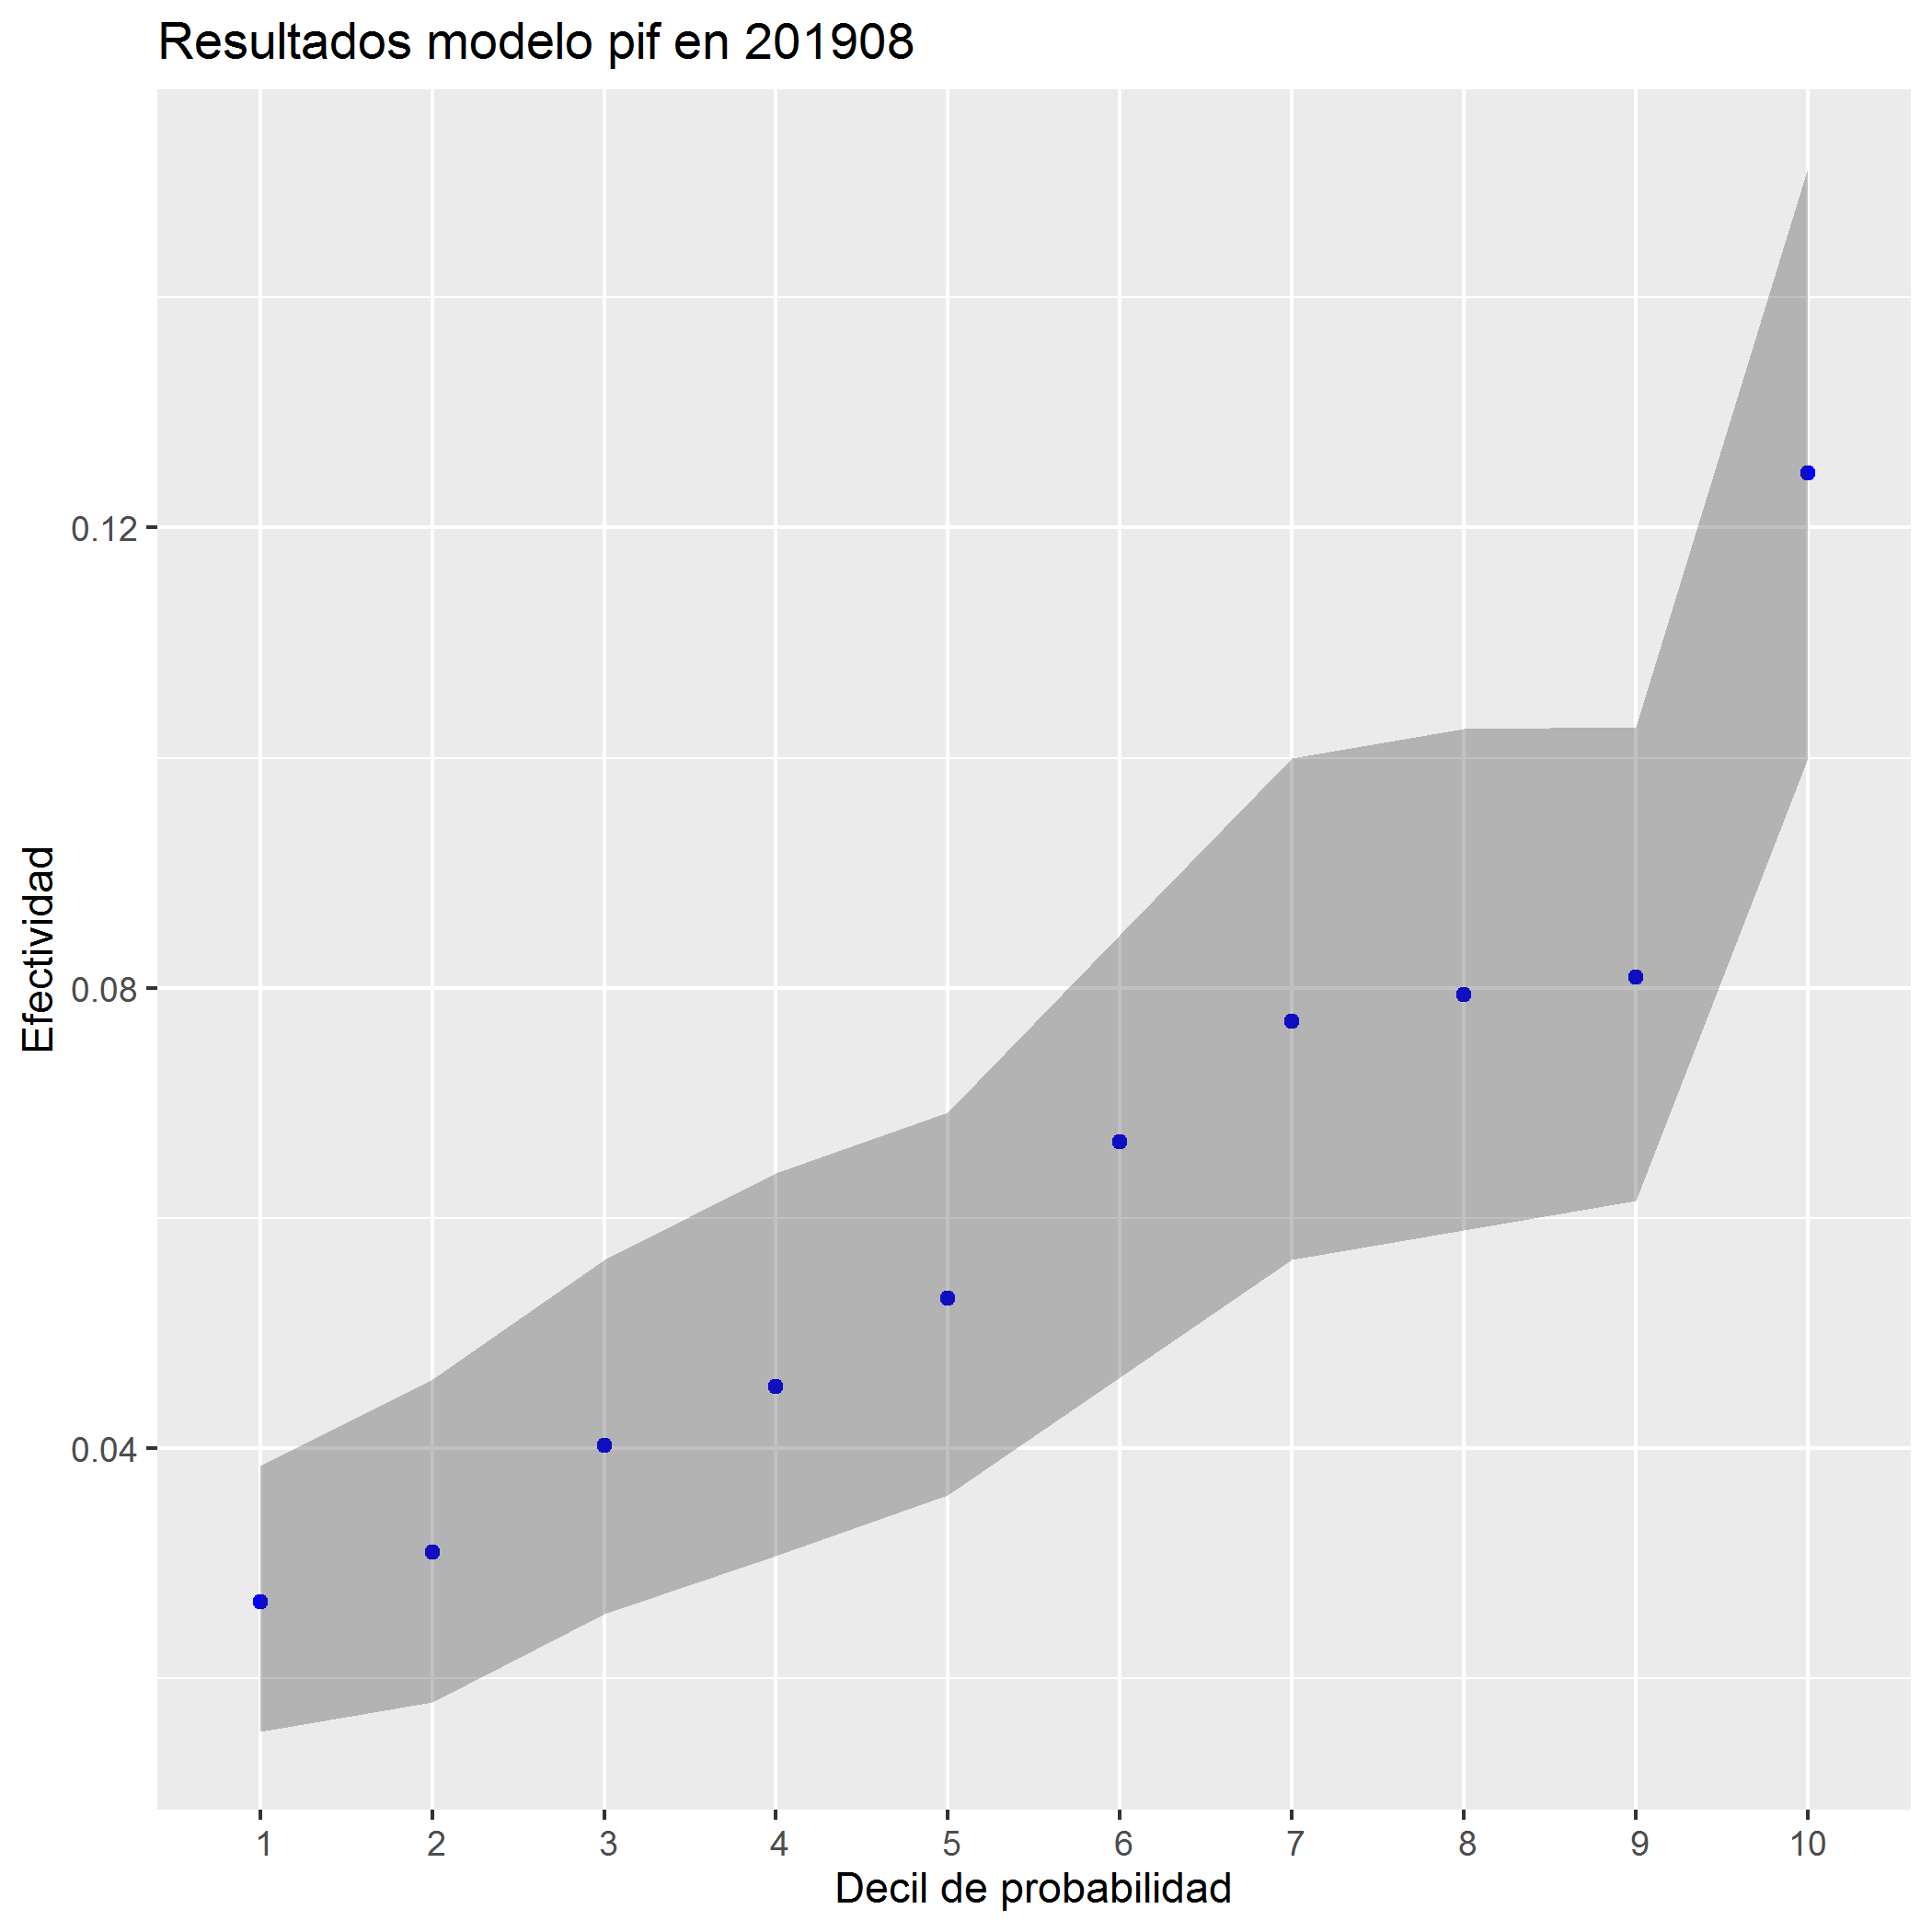 Resultados modelo pif en 201908
Efectividad
0.12
0.08
0.04
1 2 3 4 5 6 7 8 9 10
Decil de probabilidad